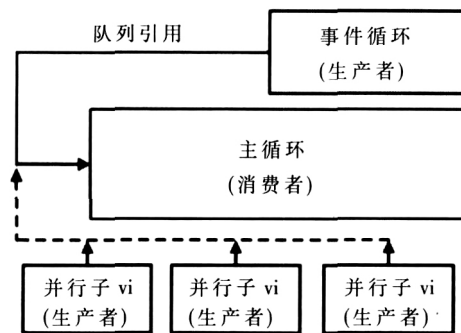 队列引用
事件循环
(生产者)
主循环
(消费者)
并行子 vi
(生产者)
并行子 vi
(生产者)
并行子 vi
(生产者)